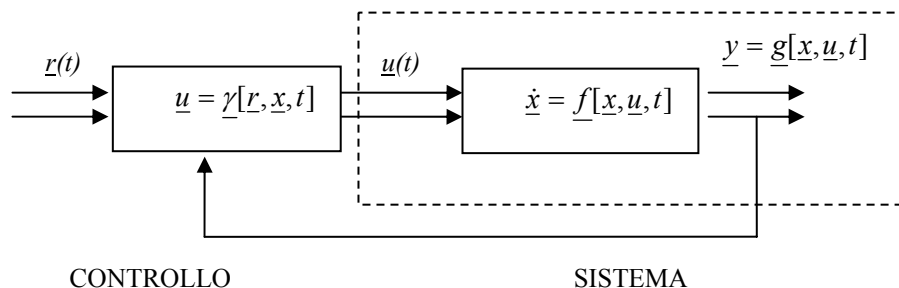 r(t)
u = γ[r,x,t]
u(t)
ẋ = f[x,u,t]
y = g[x,u,t]
CONTROLLO
SISTEMA